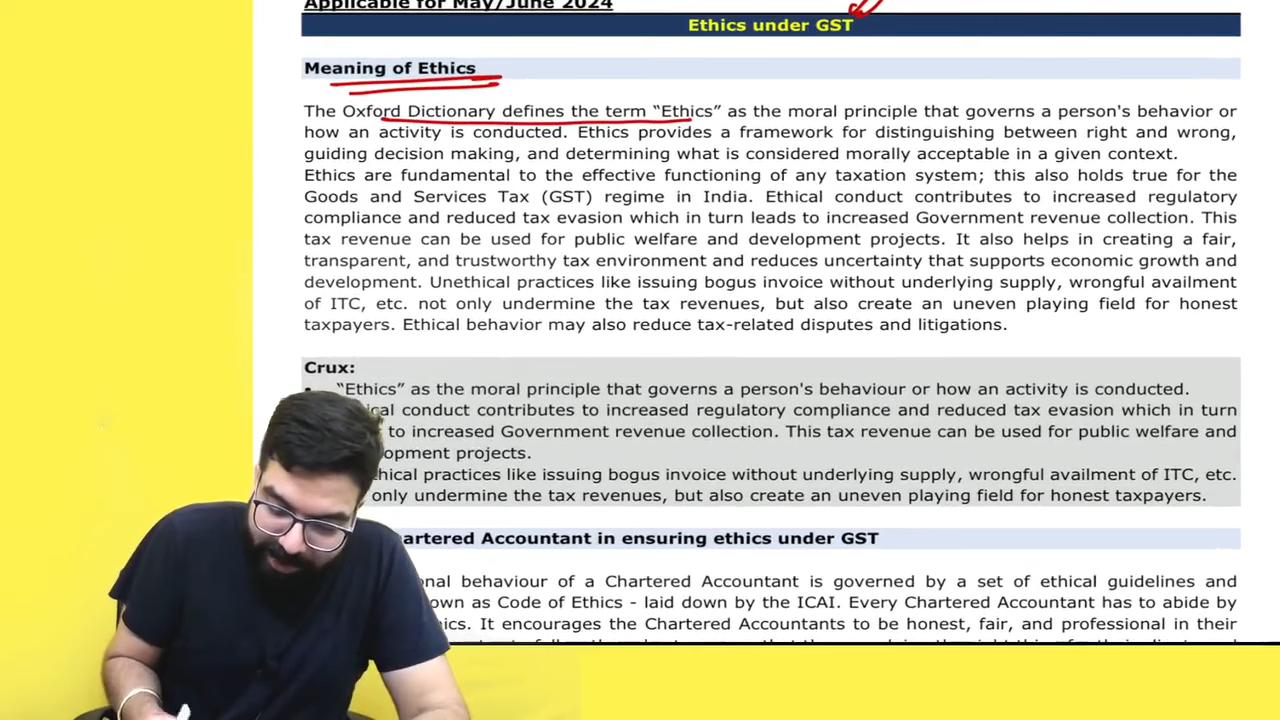 Applicable for May/June 2024
Ethics under GST
Meaning of Ethics
The Oxford Dictionary defines the term “Ethics” as the moral principle that governs a person's behavior or
how an activity is conducted. Ethics provides a framework for distinguishing between right and wrong,
guiding decision making, and determining what is considered morally acceptable in a given context.
Ethics are fundamental to the effective functioning of any taxation system; this also holds true for the
Goods and Services Tax (GST) regime in India. Ethical conduct contributes to increased regulatory
compliance and reduced tax evasion which in turn leads to increased Government revenue collection. This
tax revenue can be used for public welfare and development projects. It also helps in creating a fair,
transparent, and trustworthy tax environment and reduces uncertainty that supports economic growth and
development. Unethical practices like issuing bogus invoice without underlying supply, wrongful availment
of ITC, etc. not only undermine the tax revenues, but also create an uneven playing field for honest
taxpayers. Ethical behavior may also reduce tax-related disputes and litigations.
Crux:
• “Ethics” as the moral principle that governs a person's behaviour or how an activity is conducted.
conduct contributes to increased regulatory compliance and reduced tax evasion which in turn
to increased Government revenue collection. This tax revenue can be used for public welfare and
projects.
practices like issuing bogus invoice without underlying supply, wrongful availment of ITC, etc.
only undermine the tax revenues, but also create an uneven playing field for honest taxpayers.
Accountant in ensuring ethics under GST
behaviour of a Chartered Accountant is governed by a set of ethical guidelines and
as Code of Ethics - laid down by the ICAI. Every Chartered Accountant has to abide by
It encourages the Chartered Accountants to be honest, fair, and professional in their